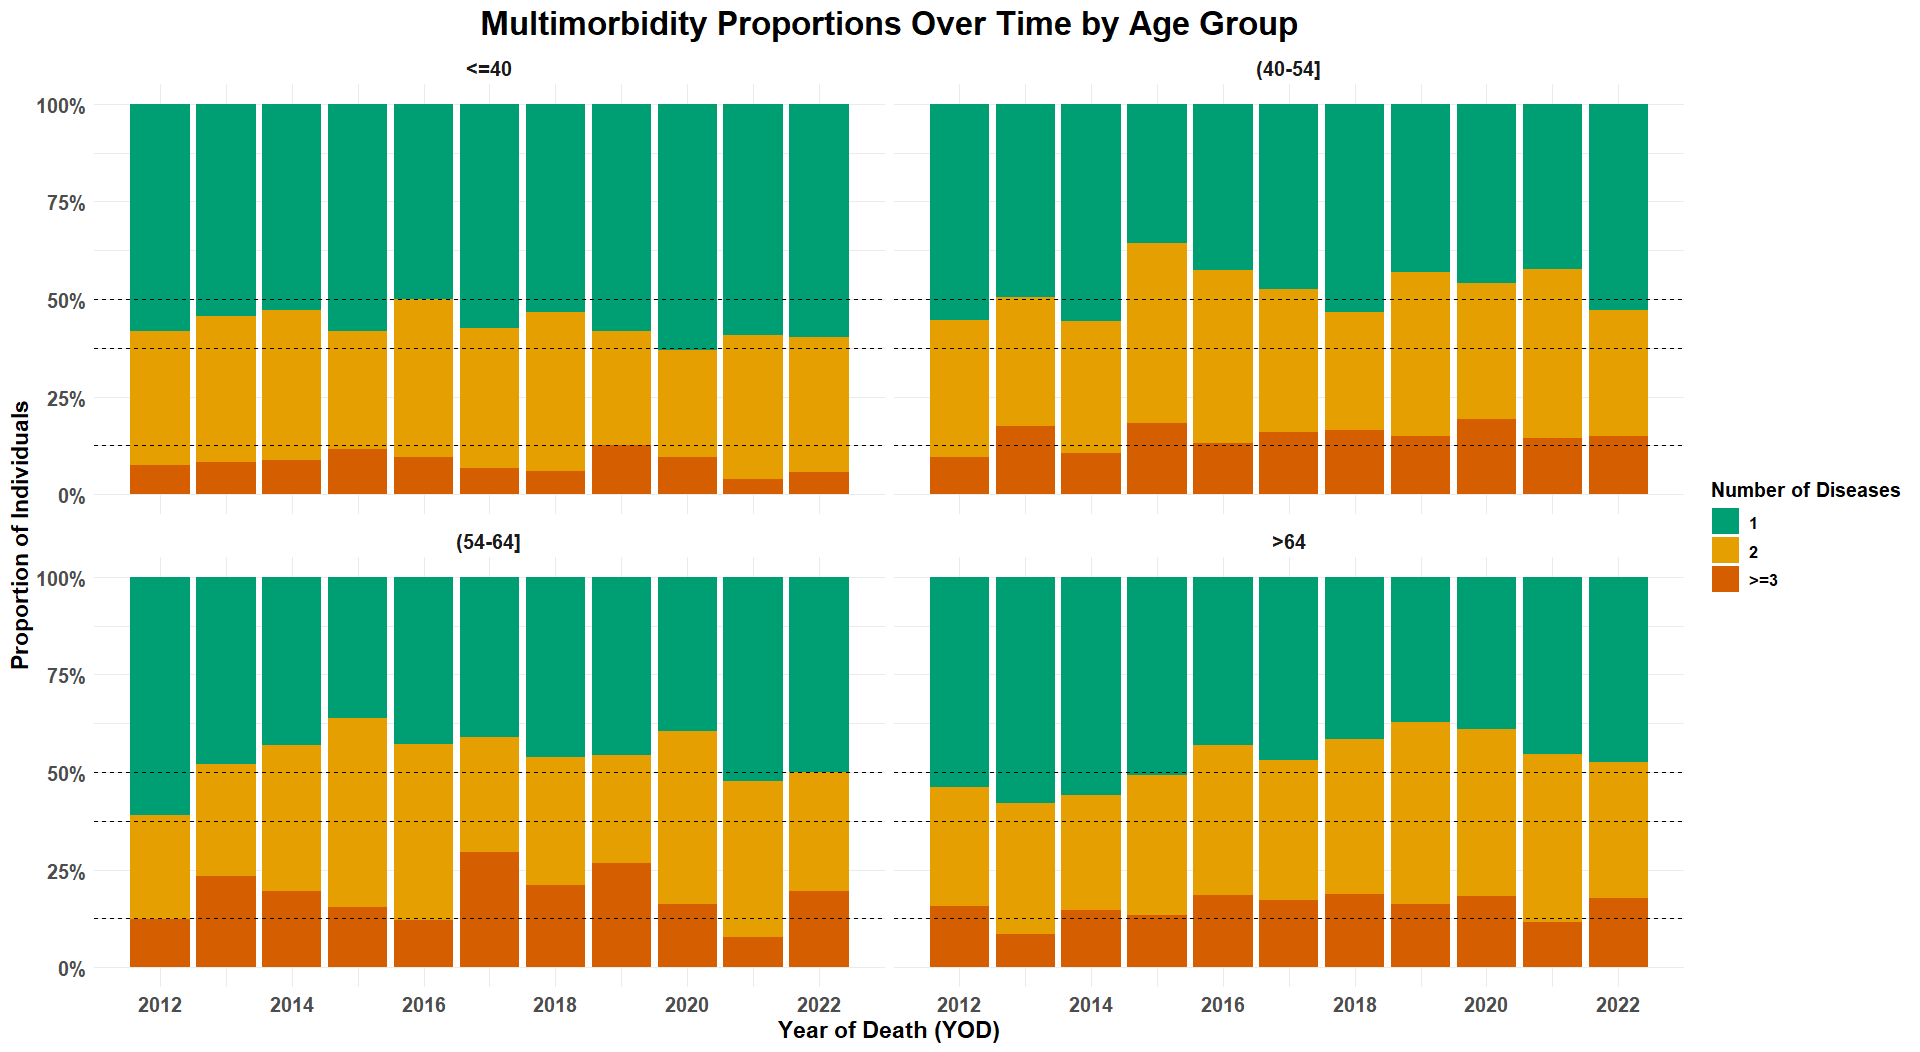 Multimorbidity Proportions Over Time by Age Group
<=40
(40-54]
100%
75%
50%
25%
0%
(54-64]
>64
100%
75%
50%
25%
0%
2012 2014 2016 2018 2020 2022
2012 2014 2016 2018 2020 2022
Year of Death (YOD)
Proportion of Individuals
Number of Diseases
1
2
>=3